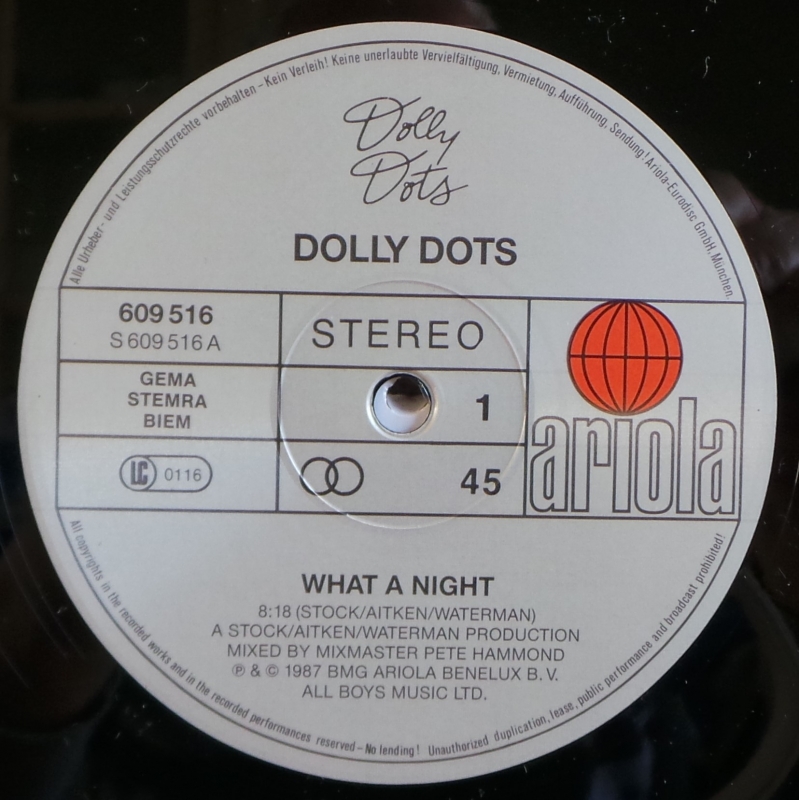 Alle Urheber- und Leistungsschutzrechte vorbehalten – Kein Verleih! Keine unerlaubte Vervielfältigung, Vermietung, Aufführung, Sendung! Ariola-Eurodisc GmbH, München.
Dolly
Dots
DOLLY DOTS
609 516
S 609 516 A
STEREO
GEMA
STEMRA
BIEM
1
LC 0116
45
ariola
WHAT A NIGHT
8:18 (STOCK/AITKEN/WATERMAN)
A STOCK/AITKEN/WATERMAN PRODUCTION
MIXED BY MIXMASTER PETE HAMMOND
℗ & © 1987 BMG ARIOLA BENELUX B. V.
ALL BOYS MUSIC LTD.
All copyrights in the recorded works and in the recorded performances reserved – No lending! Unauthorized duplication, lease, public performance and broadcast prohibited!